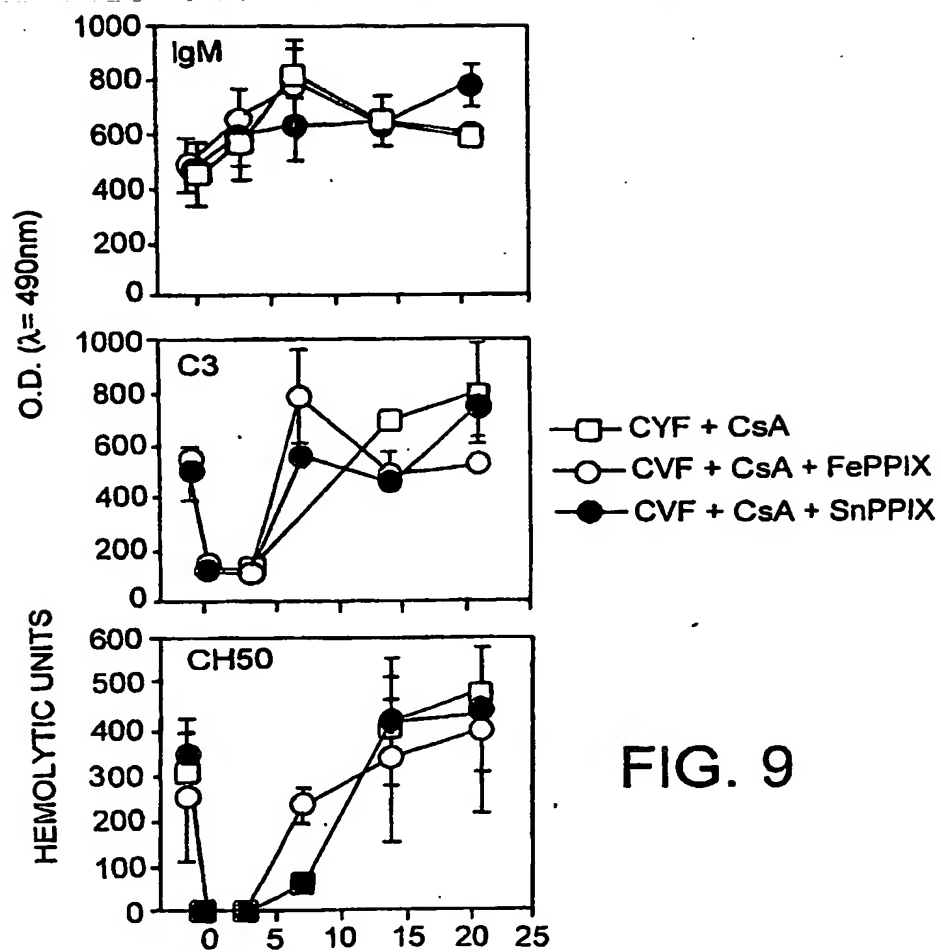 1000
IgM
800
600
400
200
0
O.D. (λ= 490nm)
1000
C3
800
600
400
200
0
CYF + CsA
CVF + CsA + FePPIX
CVF + CsA + SnPPIX
600
CH50
500
400
300
200
100
0
HEMOLYTIC UNITS
0 5 10 15 20 25
FIG. 9